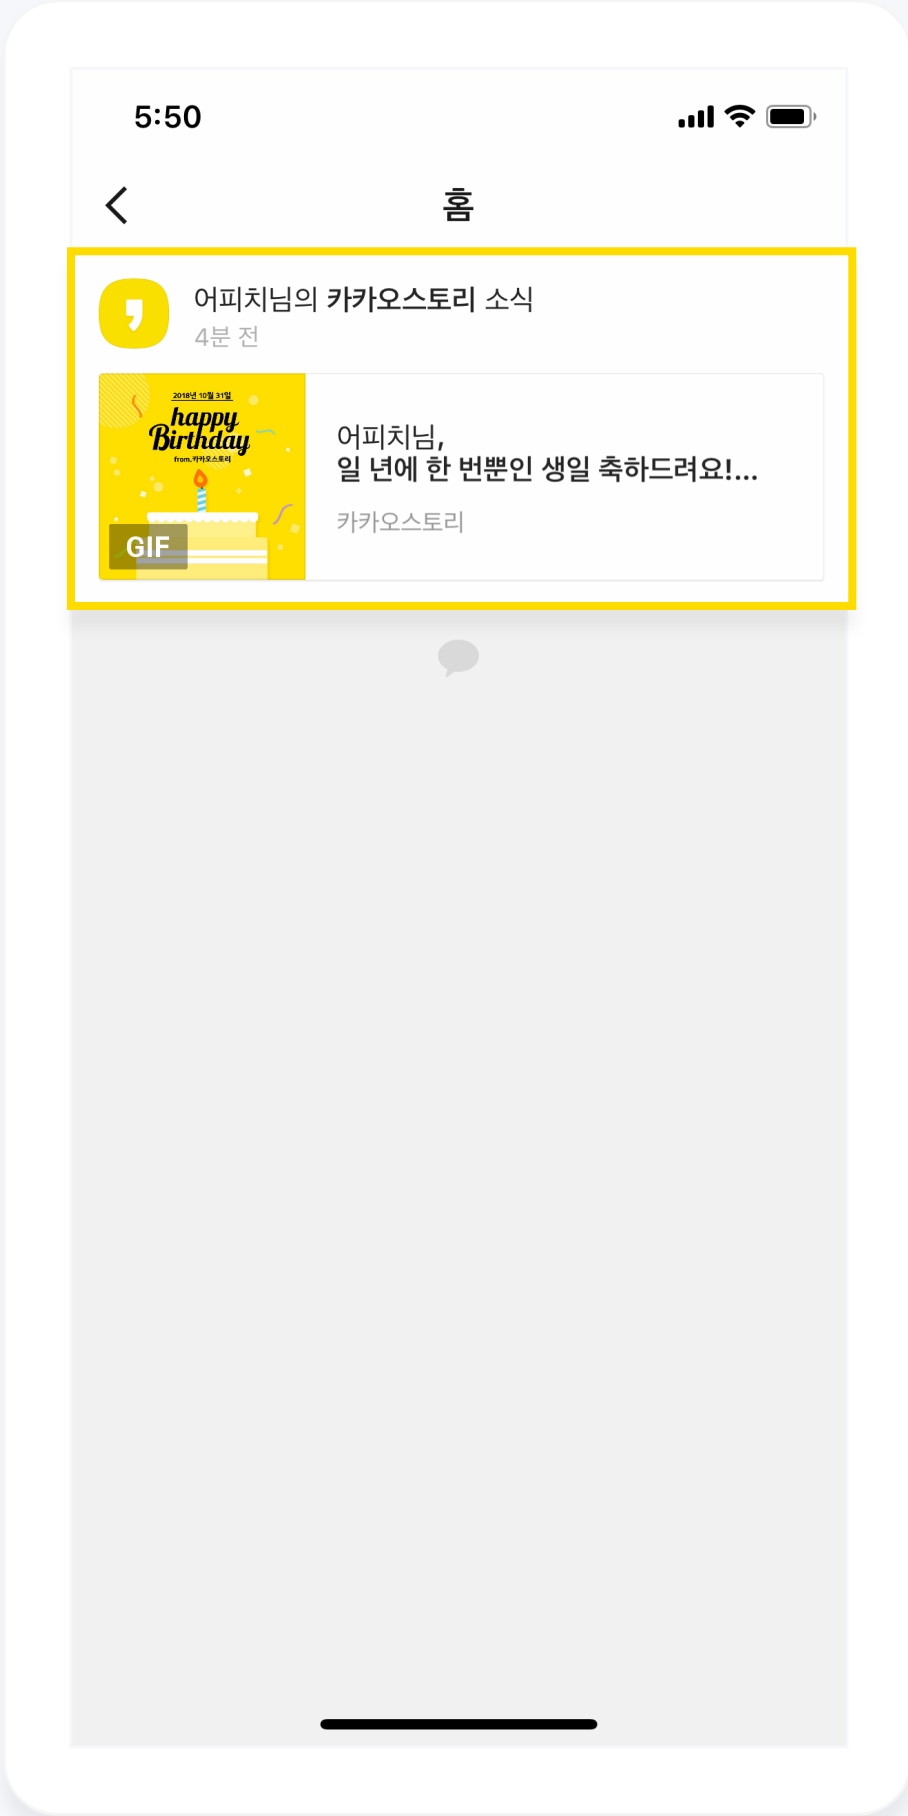 5:50
홈
어피치님의 카카오스토리 소식
4분 전
2018년 10월 31일
happy
Birthday
from.카카오스토리
GIF
어피치님,
일 년에 한 번뿐인 생일 축하드려요!...
카카오스토리